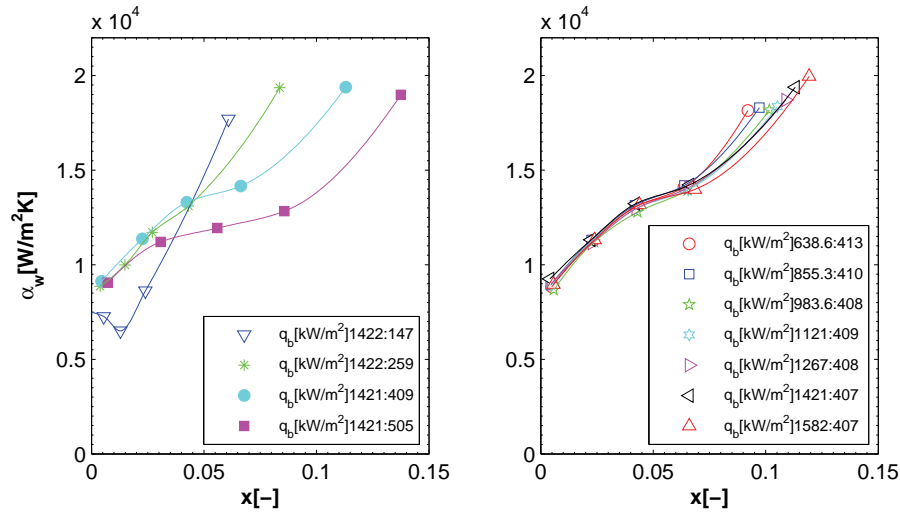 x 10⁴
2
1.5
1
0.5
0
α_w[W/m²K]
0 0.05 0.1 0.15
x[−]
q_b[kW/m²]1422:147
q_b[kW/m²]1422:259
q_b[kW/m²]1421:409
q_b[kW/m²]1421:505
x 10⁴
2
1.5
1
0.5
0
0 0.05 0.1 0.15
x[−]
q_b[kW/m²]638.6:413
q_b[kW/m²]855.3:410
q_b[kW/m²]983.6:408
q_b[kW/m²]1121:409
q_b[kW/m²]1267:408
q_b[kW/m²]1421:407
q_b[kW/m²]1582:407